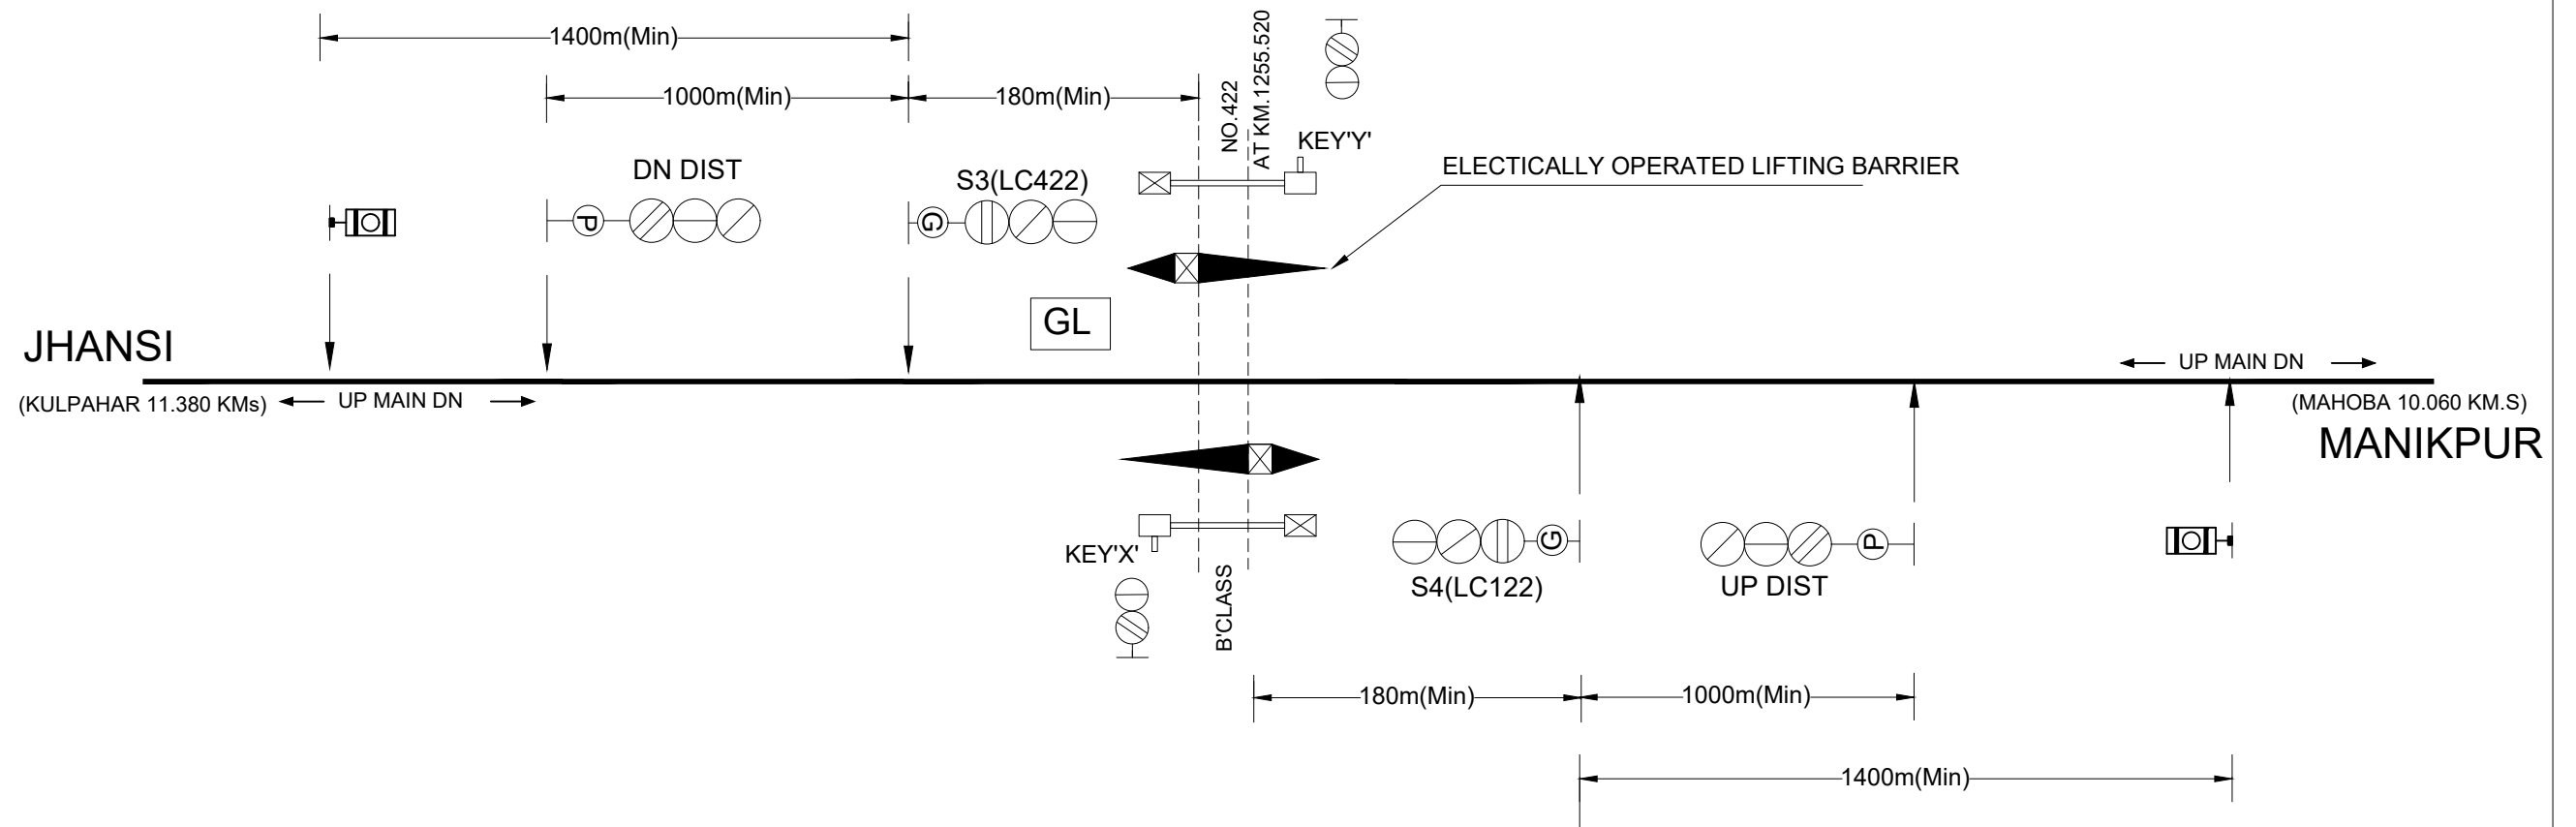 1400m(Min)
1000m(Min)
180m(Min)
NO.422
AT KM.1255.520
KEY'Y'
DN DIST
S3(LC422)
ELECTICALLY OPERATED LIFTING BARRIER
P
G
GL
JHANSI
(KULPAHAR 11.380 KMs)
UP MAIN DN
UP MAIN DN
(MAHOBA 10.060 KM.S)
MANIKPUR
KEY'X'
B'CLASS
G
P
S4(LC122)
UP DIST
180m(Min)
1000m(Min)
1400m(Min)